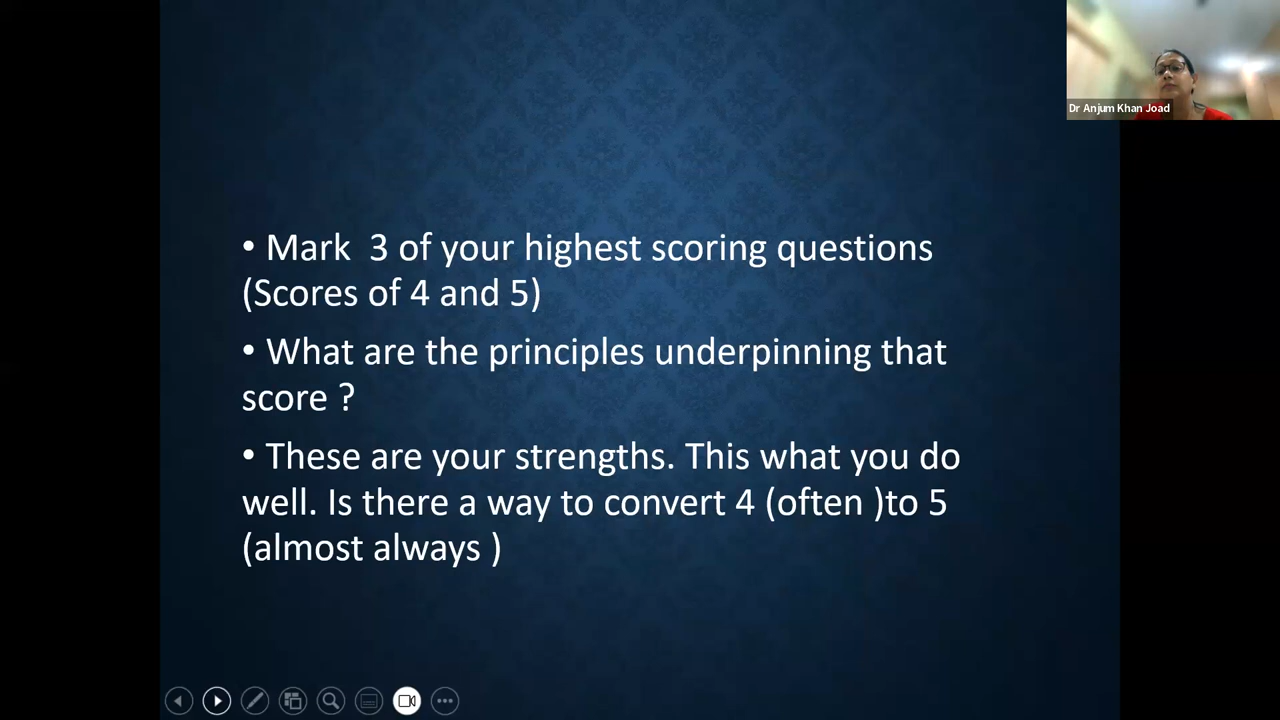 Dr Anjum Khan Joad
• Mark  3 of your highest scoring questions
(Scores of 4 and 5)
• What are the principles underpinning that
score ?
• These are your strengths. This what you do
well. Is there a way to convert 4 (often )to 5
(almost always )